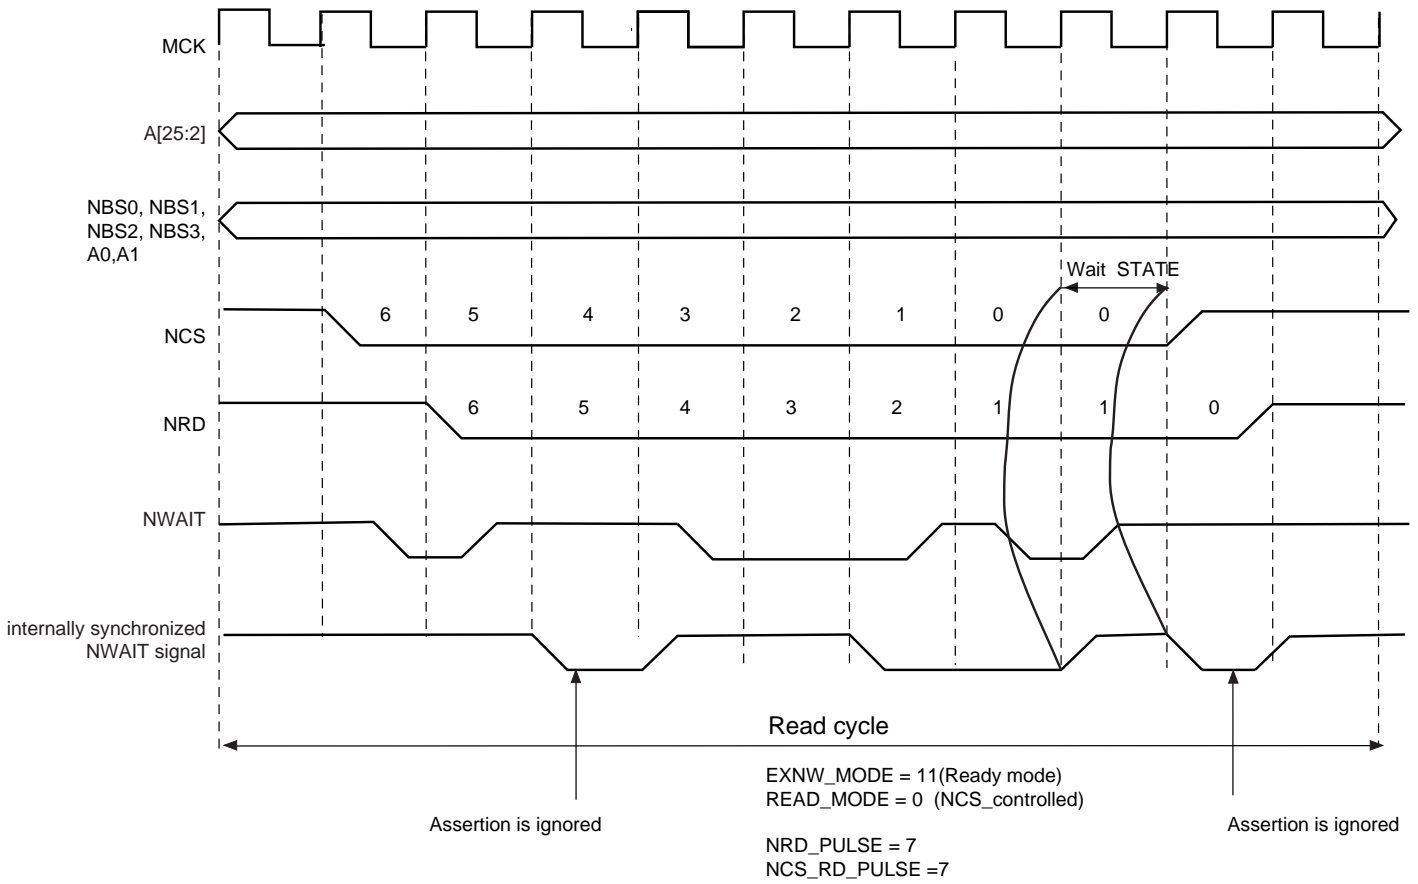 MCK
A[25:2]
NBS0, NBS1,
NBS2, NBS3,
A0,A1
Wait STATE
NCS
6 5 4 3 2 1 0 0
NRD
6 5 4 3 2 1 1 0
NWAIT
internally synchronized
NWAIT signal
Read cycle
EXNW_MODE = 11(Ready mode)
READ_MODE = 0 (NCS_controlled)
Assertion is ignored
Assertion is ignored
NRD_PULSE = 7
NCS_RD_PULSE =7